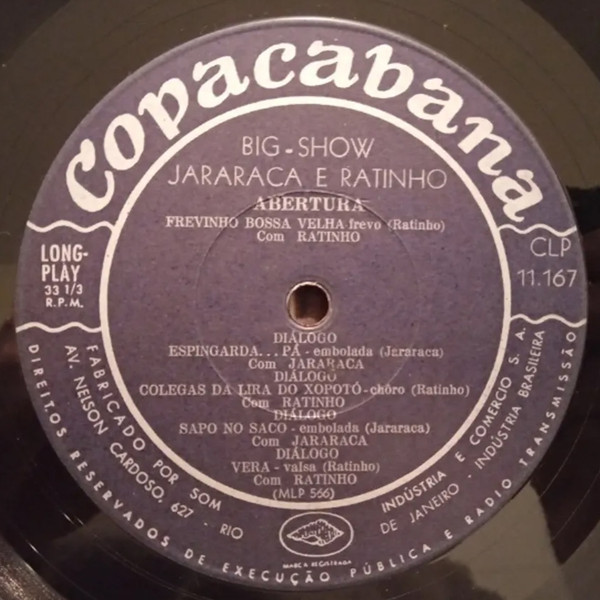 Copacabana
BIG-SHOW
JARARACA E RATINHO
ABERTURA
FREVINHO BOSSA VELHA-frevo (Ratinho)
Com RATINHO
LONG-
PLAY
33 1/3
R.P.M.
CLP
11.167
DIÁLOGO
ESPINGARDA...PÁ-embolada (Jararaca)
Com JARARACA
DIÁLOGO
COLEGAS DA LIRA DO XOPOTÓ-chôro (Ratinho)
Com RATINHO
DIÁLOGO
SAPO NO SACO-embolada (Jararaca)
Com JARARACA
DIÁLOGO
VERA-valsa (Ratinho)
Com RATINHO
(MLP 566)
FABRICADO POR SOM INDÚSTRIA E COMERCIO S. A.
AV. NELSON CARDOSO, 627 - RIO DE JANEIRO - INDÚSTRIA BRASILEIRA
MARCA REGISTRADA
DIREITOS RESERVADOS DE EXECUÇÃO PÚBLICA E RADIO TRANSMISSÃO